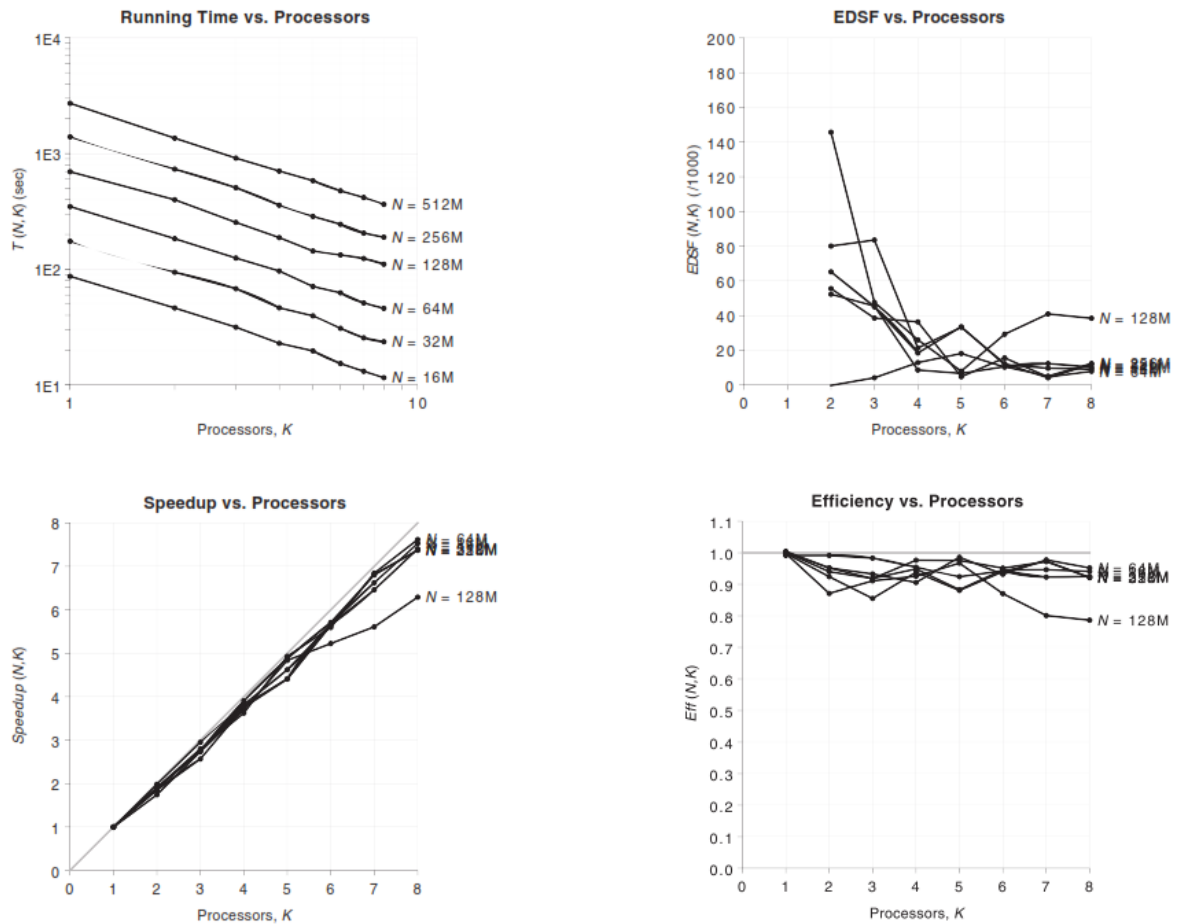 Running Time vs. Processors
1E4
1E3
1E2
1E1
T (N,K) (sec)
N = 512M
N = 256M
N = 128M
N = 64M
N = 32M
N = 16M
1
10
Processors, K
EDSF vs. Processors
200
180
160
140
120
100
80
60
40
20
0
EDSF (N,K) (/1000)
N = 128M
0 1 2 3 4 5 6 7 8
Processors, K
Speedup vs. Processors
8
7
6
5
4
3
2
1
0
Speedup (N,K)
N = 64M
N = 128M
0 1 2 3 4 5 6 7 8
Processors, K
Efficiency vs. Processors
1.1
1.0
0.9
0.8
0.7
0.6
0.5
0.4
0.3
0.2
0.1
0.0
Eff (N,K)
N = 64M
N = 128M
0 1 2 3 4 5 6 7 8
Processors, K